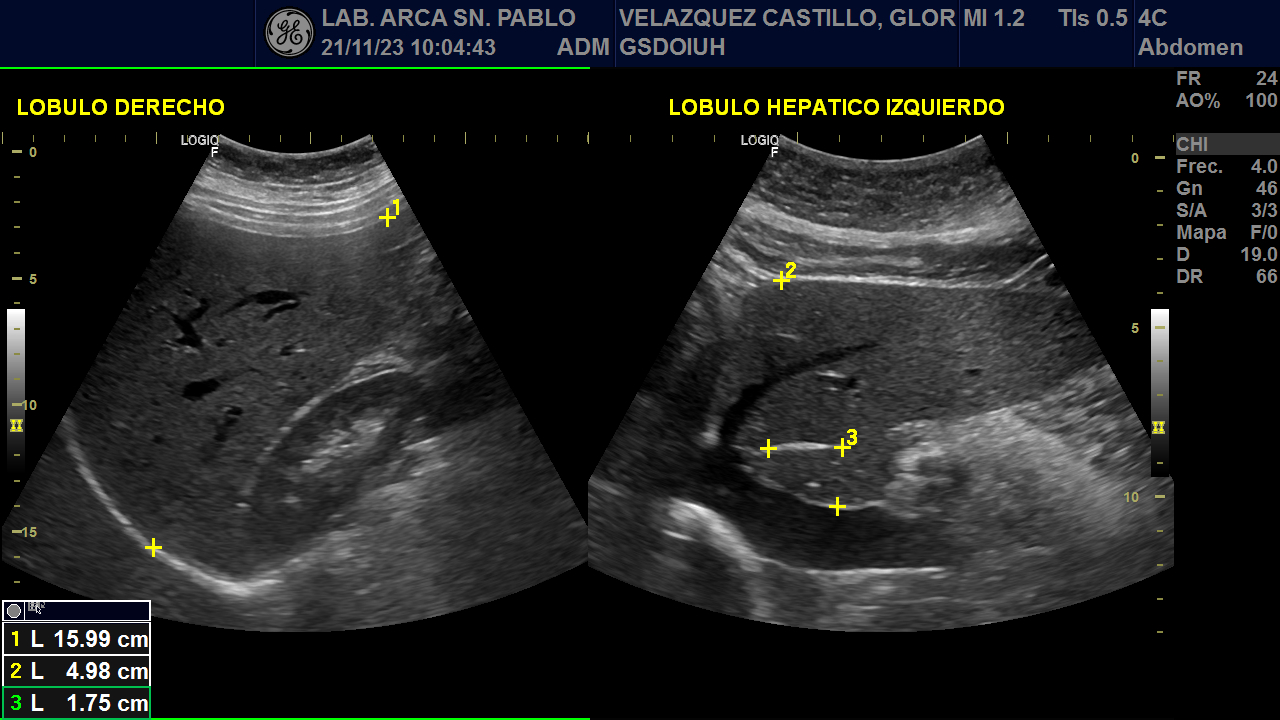 LAB. ARCA SN. PABLO
21/11/23 10:04:43 ADM
VELAZQUEZ CASTILLO, GLOR
GSDOIUH
MI 1.2 TIs 0.5
4C
Abdomen
FR 24
AO% 100
CHI
Frec. 4.0
Gn 46
S/A 3/3
Mapa F/0
D 19.0
DR 66
LOBULO DERECHO
LOGIQ
F
0
5
10
15
1
LOBULO HEPATICO IZQUIERDO
LOGIQ
F
0
5
10
2
3
1 L 15.99 cm
2 L 4.98 cm
3 L 1.75 cm